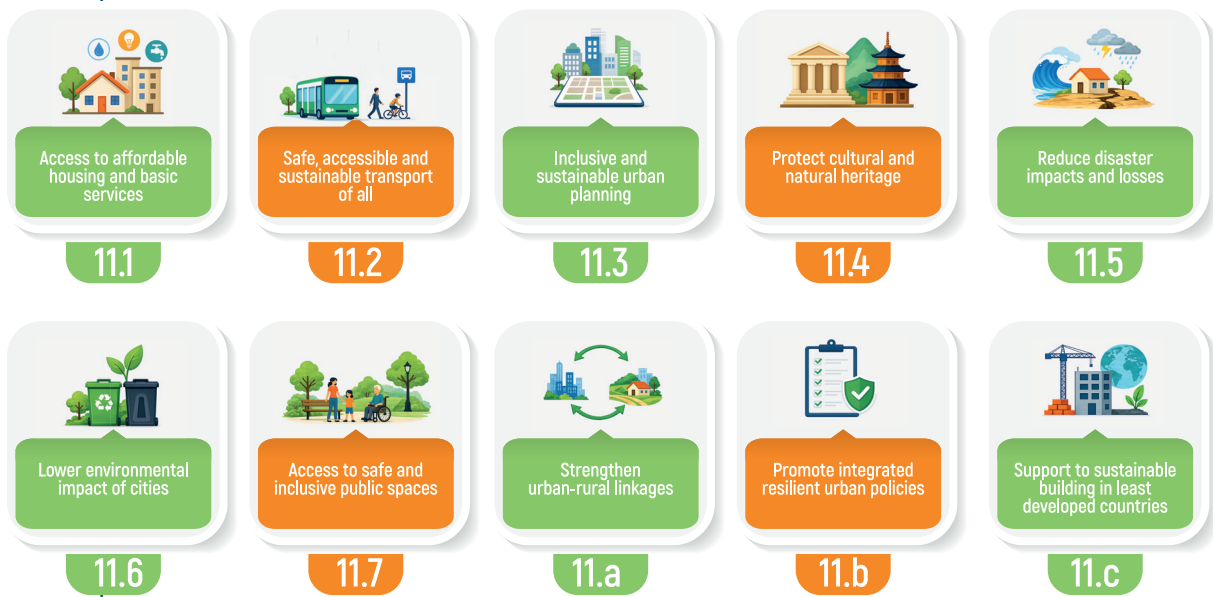 Access to affordable
housing and basic
services
11.1
Safe, accessible and
sustainable transport
of all
11.2
Inclusive and
sustainable urban
planning
11.3
Protect cultural and
natural heritage
11.4
Reduce disaster
impacts and losses
11.5
Lower environmental
impact of cities
11.6
Access to safe and
inclusive public spaces
11.7
Strengthen
urban-rural linkages
11.a
Promote integrated
resilient urban policies
11.b
Support to sustainable
building in least
developed countries
11.c